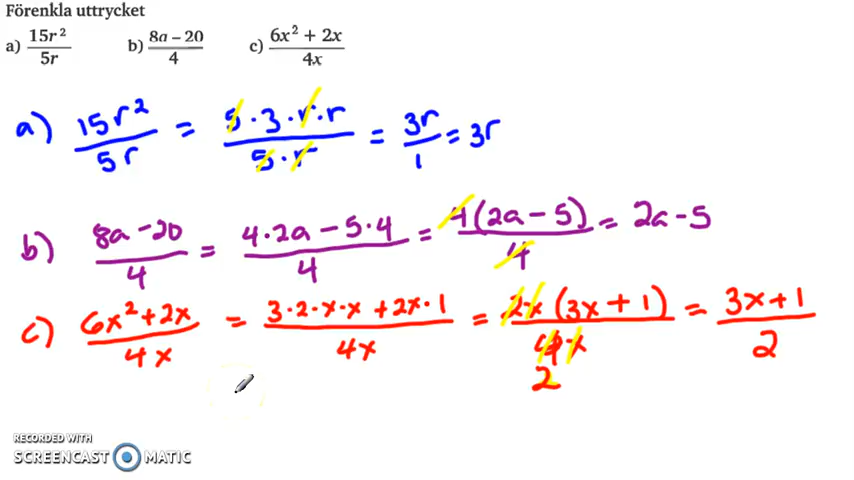 Förenkla uttrycket
a) 15r²/5r b) 8a – 20/4 c) 6x² + 2x/4x
a) 15r²/5r = 5·3·r·r/5·r = 3r/1 = 3r
b) 8a – 20/4 = 4·2a – 5·4/4 = 4(2a – 5)/4 = 2a – 5
c) 6x² + 2x/4x = 3·2·x·x + 2x·1/4x = 2x(3x + 1)/4x 2 = 3x + 1/2
RECORDED WITH
SCREENCAST MATIC